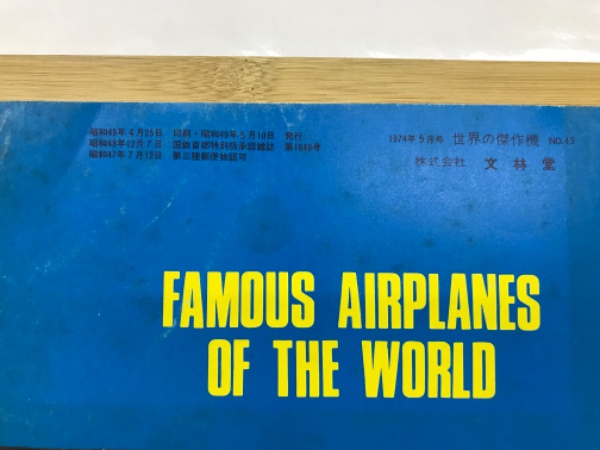 昭和49年4月25日 印刷・昭和49年5月10日 発行
昭和48年12月7日 国鉄首都特別扱承認雑誌 第1649号
昭和47年7月13日 第三種郵便物認可
1974年5月号 世界の傑作機 NO.49
株式会社 文林堂
FAMOUS AIRPLANES
OF THE WORLD